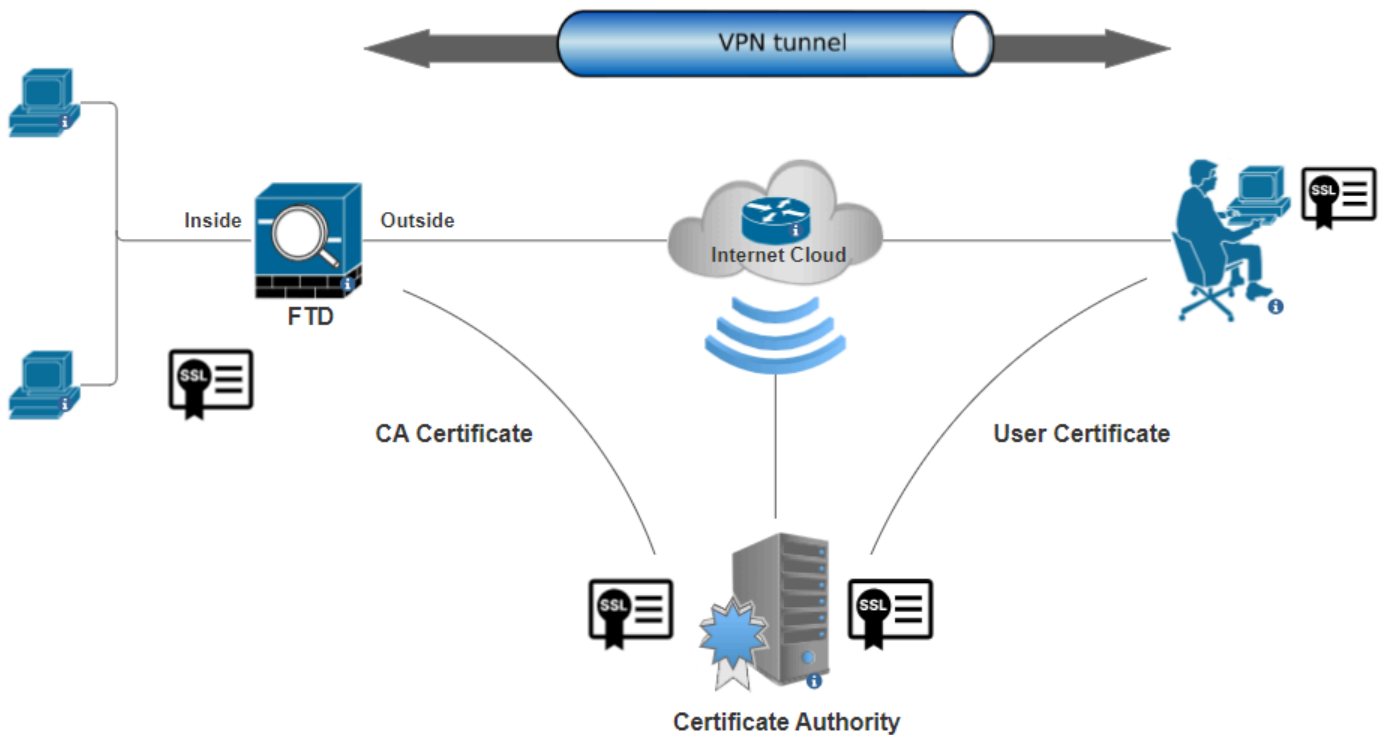 VPN tunnel
Inside
Outside
Internet Cloud
SSL
FTD
SSL
CA Certificate
User Certificate
SSL
SSL
Certificate Authority